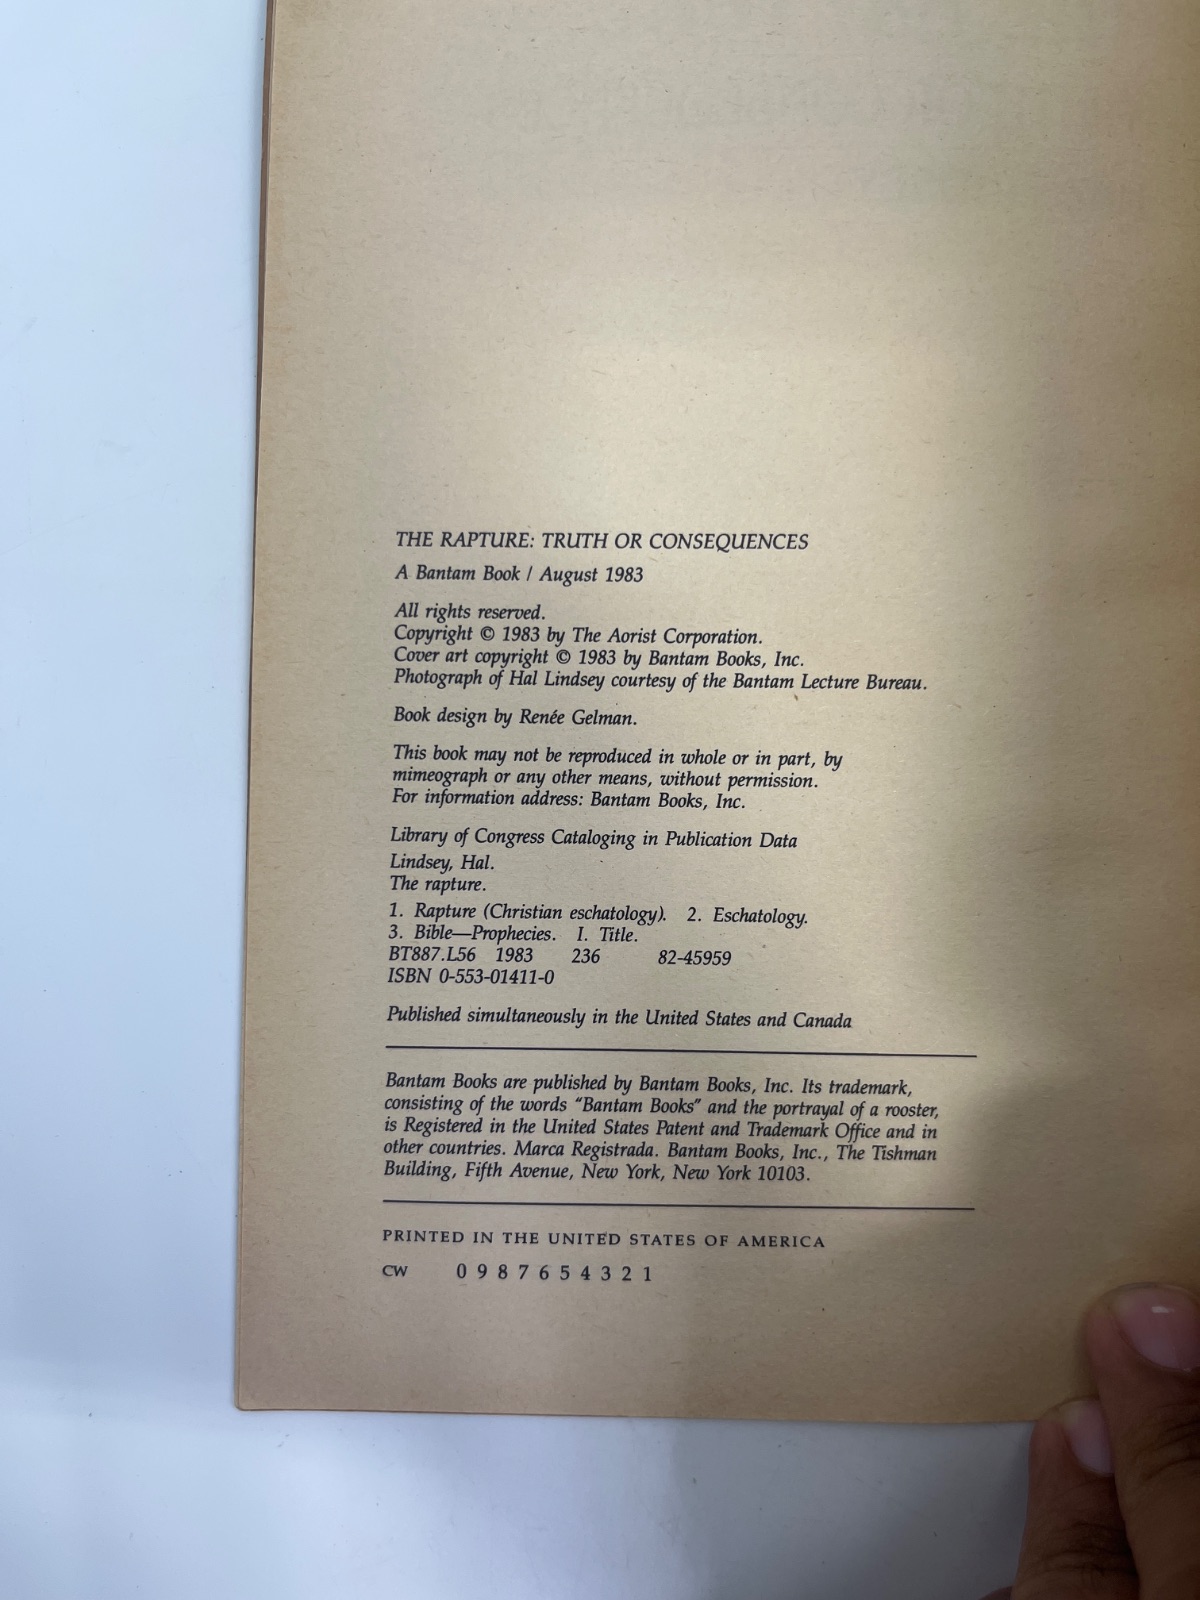 THE RAPTURE: TRUTH OR CONSEQUENCES
A Bantam Book / August 1983
All rights reserved.
Copyright © 1983 by The Aorist Corporation.
Cover art copyright © 1983 by Bantam Books, Inc.
Photograph of Hal Lindsey courtesy of the Bantam Lecture Bureau.
Book design by Renée Gelman.
This book may not be reproduced in whole or in part, by
mimeograph or any other means, without permission.
For information address: Bantam Books, Inc.
Library of Congress Cataloging in Publication Data
Lindsey, Hal.
The rapture.
1. Rapture (Christian eschatology). 2. Eschatology.
3. Bible—Prophecies. I. Title.
BT887.L56 1983 236 82-45959
ISBN 0-553-01411-0
Published simultaneously in the United States and Canada
Bantam Books are published by Bantam Books, Inc. Its trademark,
consisting of the words “Bantam Books” and the portrayal of a rooster,
is Registered in the United States Patent and Trademark Office and in
other countries. Marca Registrada. Bantam Books, Inc., The Tishman
Building, Fifth Avenue, New York, New York 10103.
PRINTED IN THE UNITED STATES OF AMERICA
CW 0 9 8 7 6 5 4 3 2 1